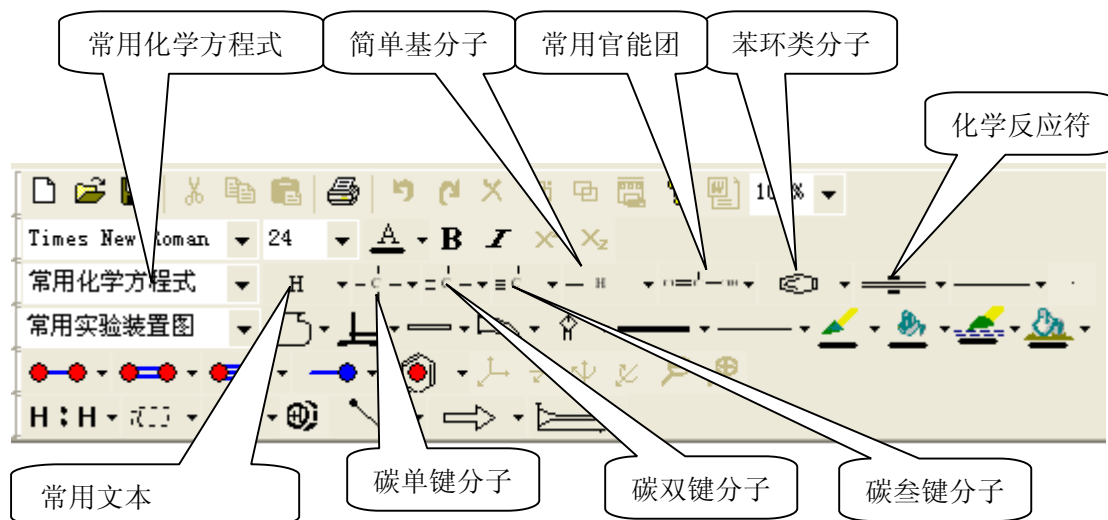 常用化学方程式
简单基分子
常用官能团
苯环类分子
化学反应符
Times New Roman 24 A B I
常用化学方程式 H C C C H
常用实验装置图
H:H
常用文本
碳单键分子
碳双键分子
碳叁键分子